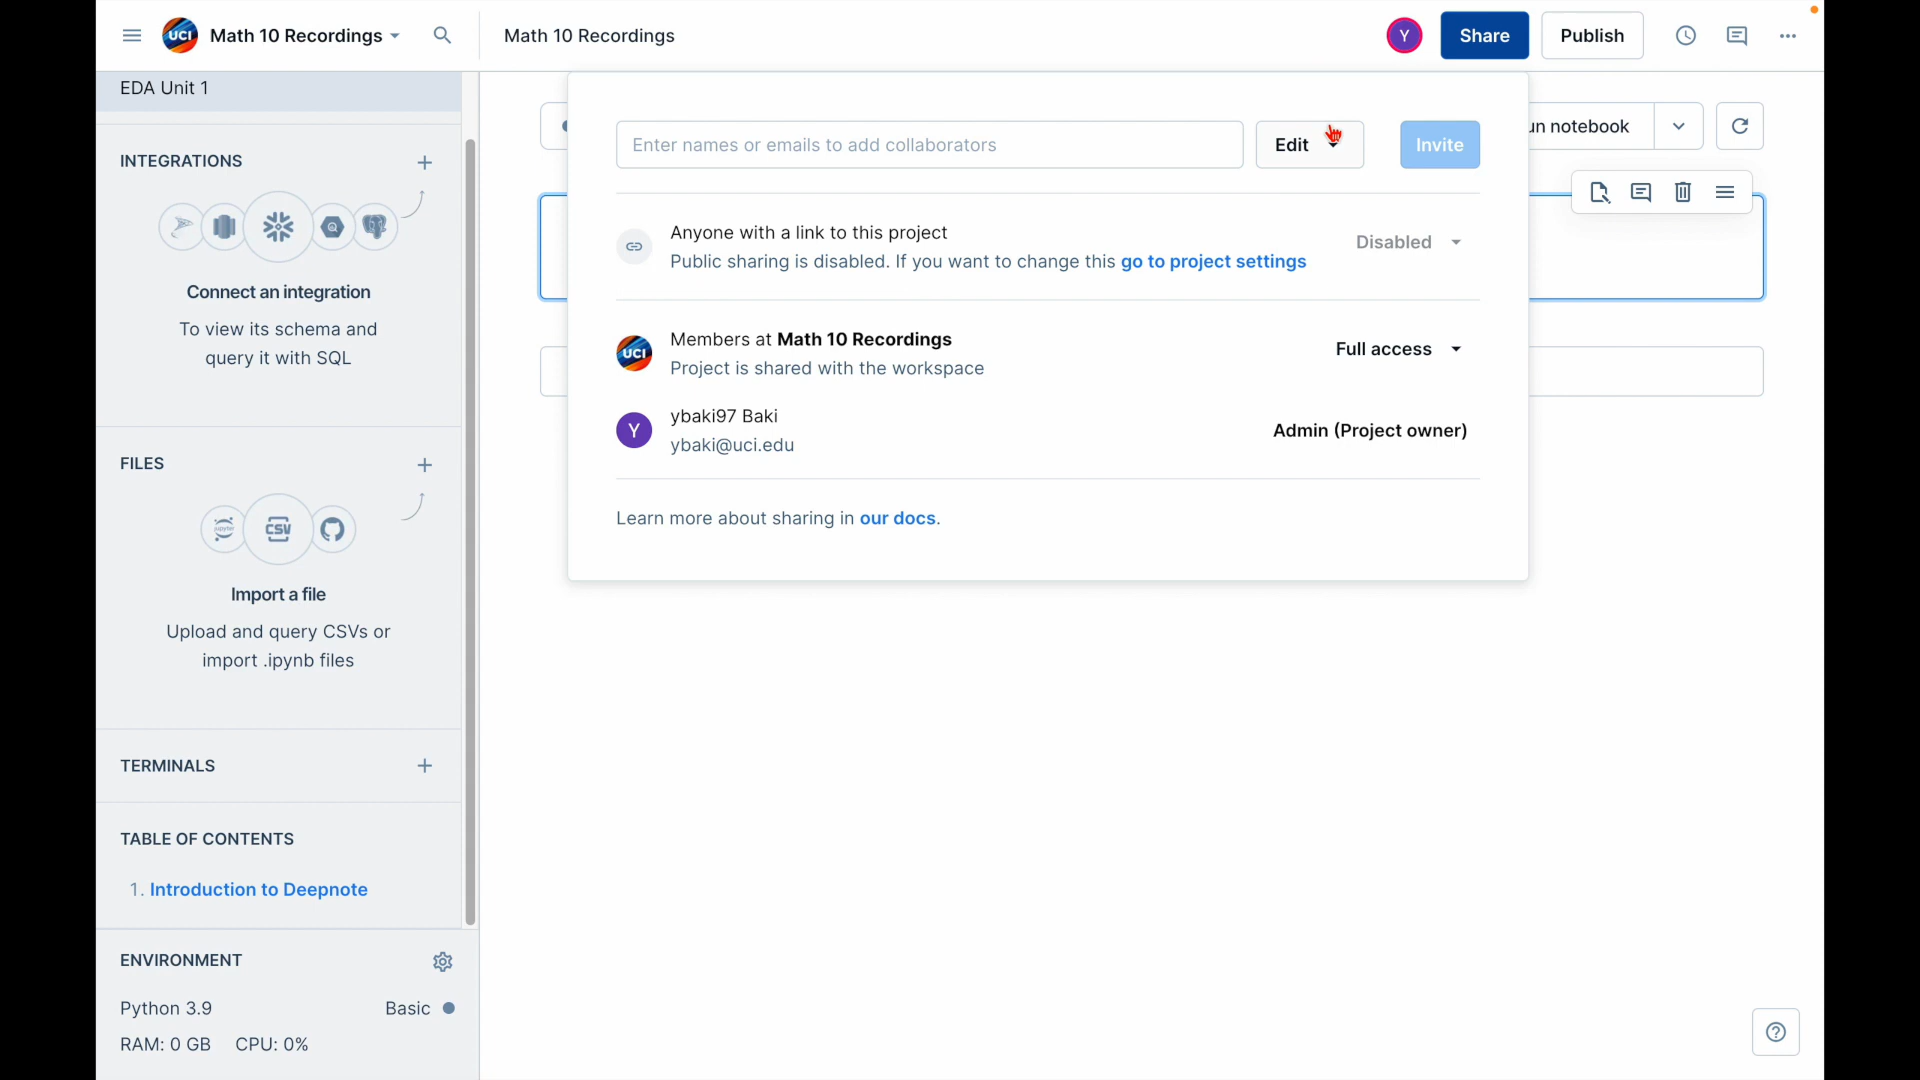 UCI Math 10 Recordings
Math 10 Recordings
Y
Share
Publish
EDA Unit 1
INTEGRATIONS
Connect an integration
To view its schema and
query it with SQL
FILES
jupyter
CSV
Import a file
Upload and query CSVs or
import .ipynb files
TERMINALS
TABLE OF CONTENTS
1. Introduction to Deepnote
ENVIRONMENT
Python 3.9 Basic
RAM: 0 GB CPU: 0%
un notebook
Enter names or emails to add collaborators
Edit
Invite
Anyone with a link to this project
Public sharing is disabled. If you want to change this go to project settings
Disabled
UCI
Members at Math 10 Recordings
Project is shared with the workspace
Full access
Y
ybaki97 Baki
ybaki@uci.edu
Admin (Project owner)
Learn more about sharing in our docs.